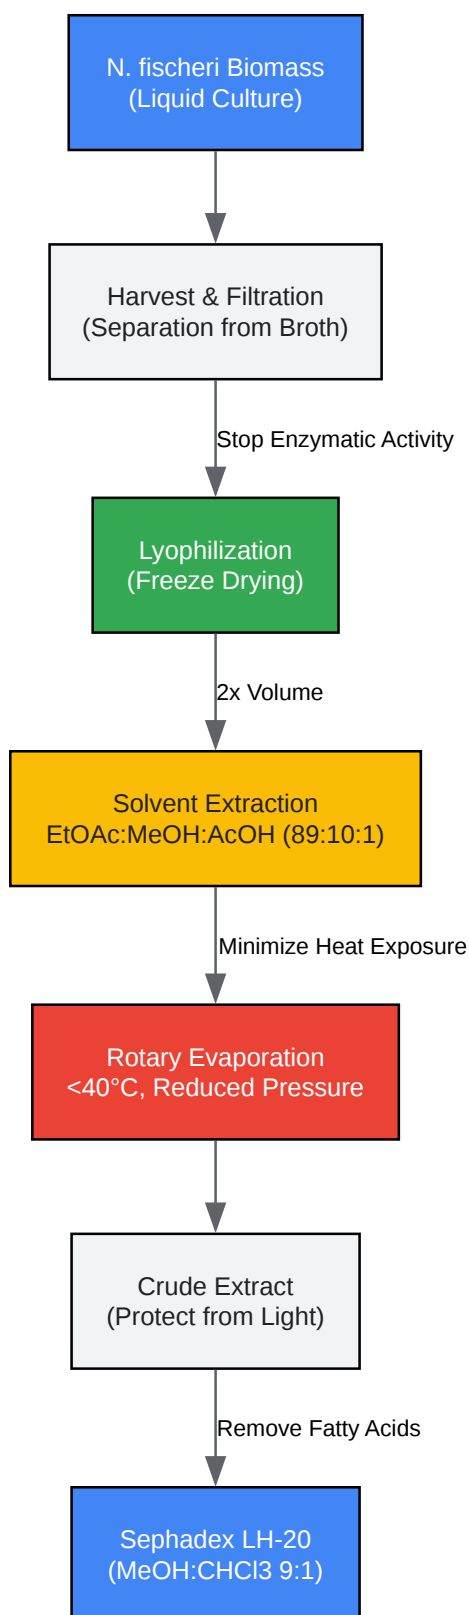 N. fischeri Biomass
(Liquid Culture)
Harvest & Filtration
(Separation from Broth)
Stop Enzymatic Activity
Lyophilization
(Freeze Drying)
2x Volume
Solvent Extraction
EtOAc:MeOH:AcOH (89:10:1)
Minimize Heat Exposure
Rotary Evaporation
<40°C, Reduced Pressure
Crude Extract
(Protect from Light)
Remove Fatty Acids
Sephadex LH-20
(MeOH:CHCl3 9:1)